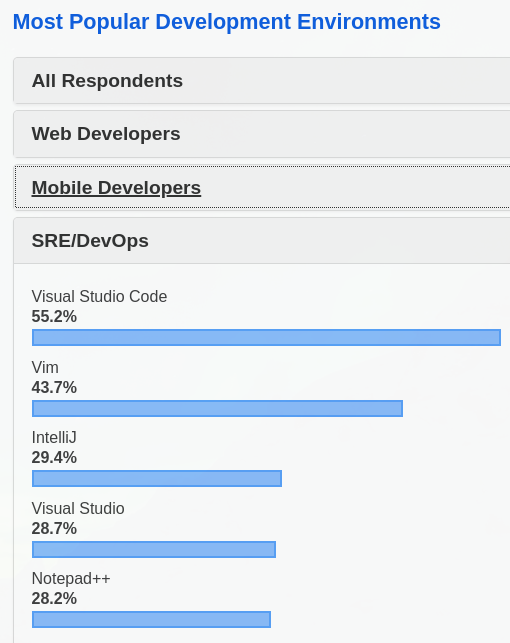 Most Popular Development Environments
All Respondents
Web Developers
Mobile Developers
SRE/DevOps
Visual Studio Code
55.2%
Vim
43.7%
IntelliJ
29.4%
Visual Studio
28.7%
Notepad++
28.2%